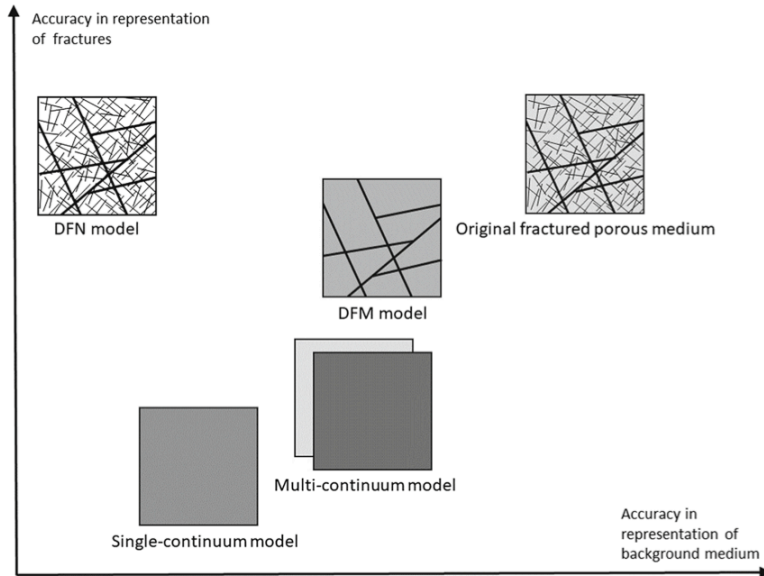 Accuracy in representation
of fractures
DFN model
Original fractured porous medium
DFM model
Multi-continuum model
Single-continuum model
Accuracy in
representation of
background medium